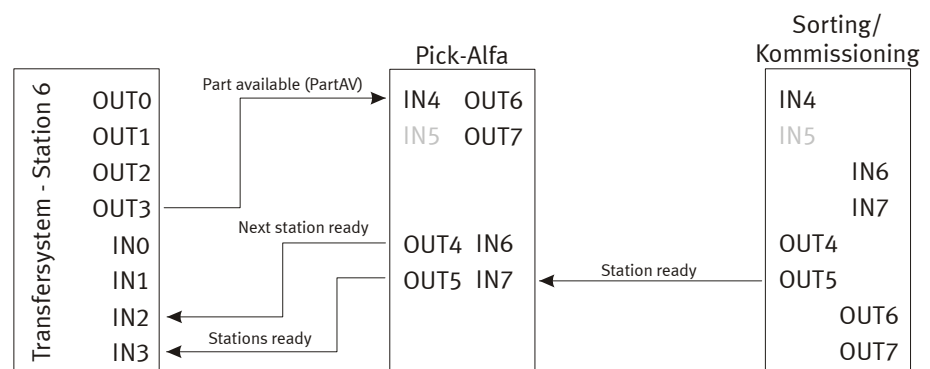 Sorting/
Kommissioning
Pick-Alfa
Transfersystem - Station 6
OUT0
OUT1
OUT2
OUT3
IN0
IN1
IN2
IN3
Part available (PartAV)
Next station ready
Stations ready
IN4 OUT6
IN5 OUT7
OUT4 IN6
OUT5 IN7
Station ready
IN4
IN5
IN6
IN7
OUT4
OUT5
OUT6
OUT7